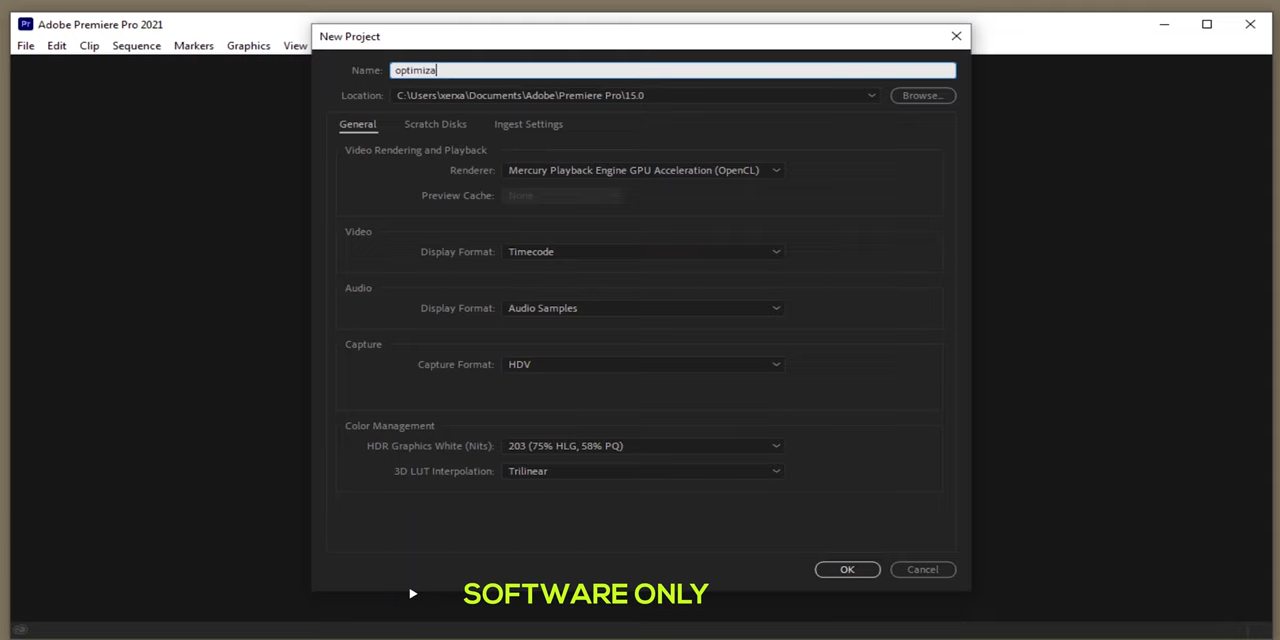 Adobe Premiere Pro 2021
File Edit Clip Sequence Markers Graphics View
New Project
Name: optimiza
Location: C:\Users\xerxa\Documents\Adobe\Premiere Pro\15.0 Browse...
General Scratch Disks Ingest Settings
Video Rendering and Playback
Renderer: Mercury Playback Engine GPU Acceleration (OpenCL)
Preview Cache: None
Video
Display Format: Timecode
Audio
Display Format: Audio Samples
Capture
Capture Format: HDV
Color Management
HDR Graphics White (Nits): 203 (75% HLG, 58% PQ)
3D LUT Interpolation: Trilinear
OK Cancel
SOFTWARE ONLY